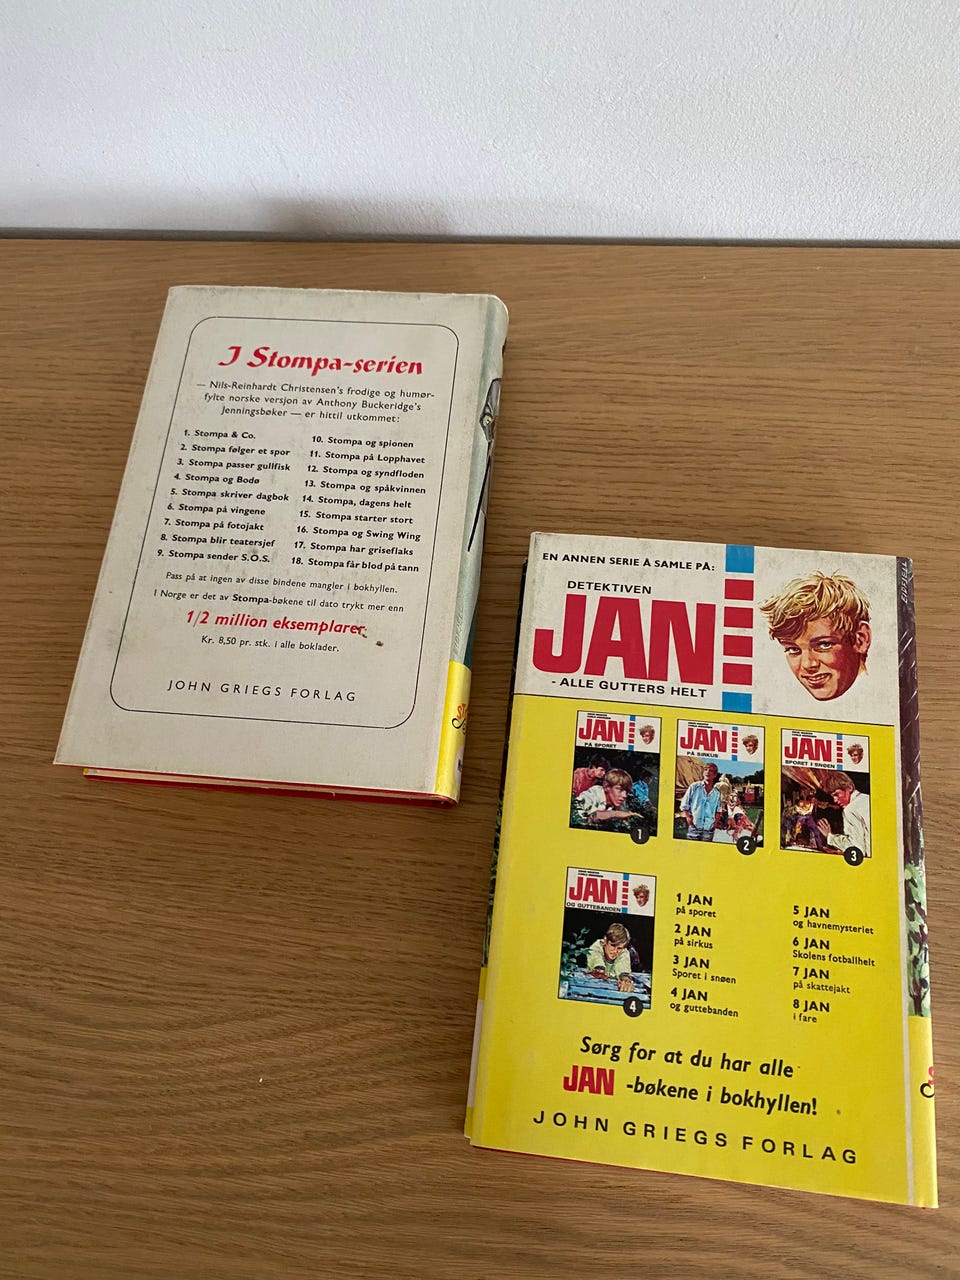 I Stompa-serien
— Nils-Reinhardt Christensen's frodige og humør-
fylte norske versjon av Anthony Buckeridge's
Jenningsbøker — er hittil utkommet:
1. Stompa & Co.
2. Stompa følger et spor
3. Stompa passer gullfisk
4. Stompa og Bodø
5. Stompa skriver dagbok
6. Stompa på vingene
7. Stompa på fotojakt
8. Stompa blir teatersjef
9. Stompa sender S.O.S.
10. Stompa og spionen
11. Stompa på Lopphavet
12. Stompa og syndfloden
13. Stompa og spåkvinnen
14. Stompa, dagens helt
15. Stompa starter stort
16. Stompa og Swing Wing
17. Stompa har griseflaks
18. Stompa får blod på tann
Pass på at ingen av disse bindene mangler i bokhyllen.
I Norge er det av Stompa-bøkene til dato trykt mer enn
1/2 million eksemplarer.
Kr. 8,50 pr. stk. i alle boklader.
JOHN GRIEGS FORLAG
EN ANNEN SERIE Å SAMLE PÅ:
DETEKTIVEN
JAN
- ALLE GUTTERS HELT
JAN
PÅ SPORET
1
JAN
PÅ SIRKUS
2
JAN
SPORET I SNØEN
3
JAN
OG GUTTEBANDEN
4
1 JAN
på sporet
2 JAN
på sirkus
3 JAN
Sporet i snøen
4 JAN
og guttebanden
5 JAN
og havnemysteriet
6 JAN
Skolens fotballhelt
7 JAN
på skattejakt
8 JAN
i fare
Sørg for at du har alle
JAN -bøkene i bokhyllen!
JOHN GRIEGS FORLAG